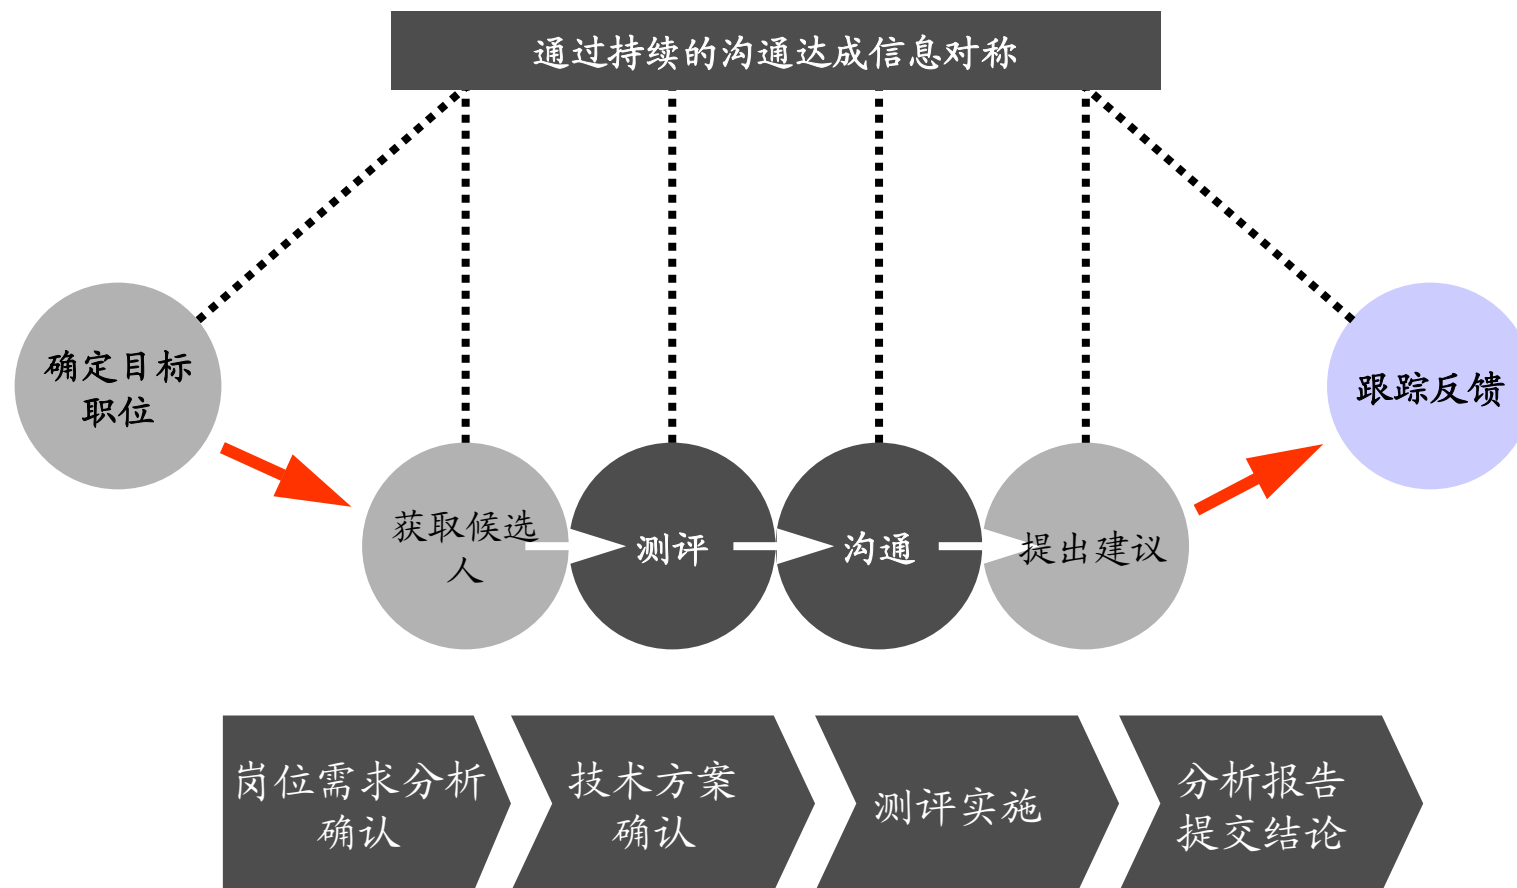 通过持续的沟通达成信息对称
确定目标
职位
跟踪反馈
获取候选
人
测评
沟通
提出建议
岗位需求分析
确认
技术方案
确认
测评实施
分析报告
提交结论